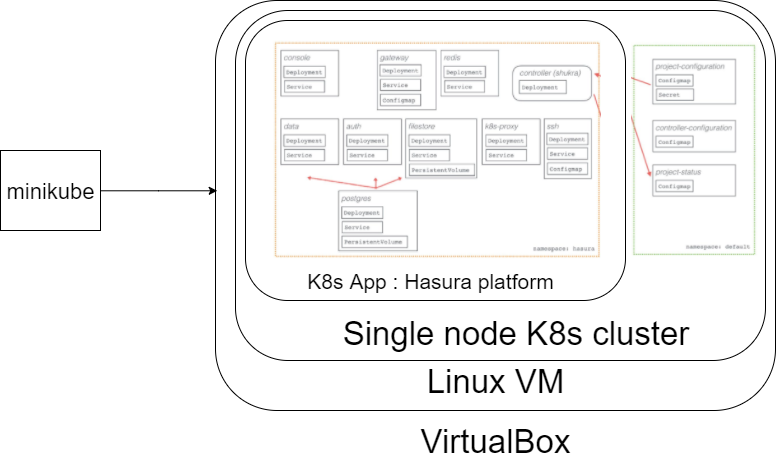 minikube
console
Deployment
Service
gateway
Deployment
Service
Configmap
redis
Deployment
Service
controller (shukra)
Deployment
data
Deployment
Service
auth
Deployment
Service
filestore
Deployment
Service
PersistentVolume
k8s-proxy
Deployment
Service
ssh
Deployment
Service
Configmap
postgres
Deployment
Service
PersistentVolume
namespace: hasura
project-configuration
Configmap
Secret
controller-configuration
Configmap
project-status
Configmap
namespace: default
K8s App : Hasura platform
Single node K8s cluster
Linux VM
VirtualBox